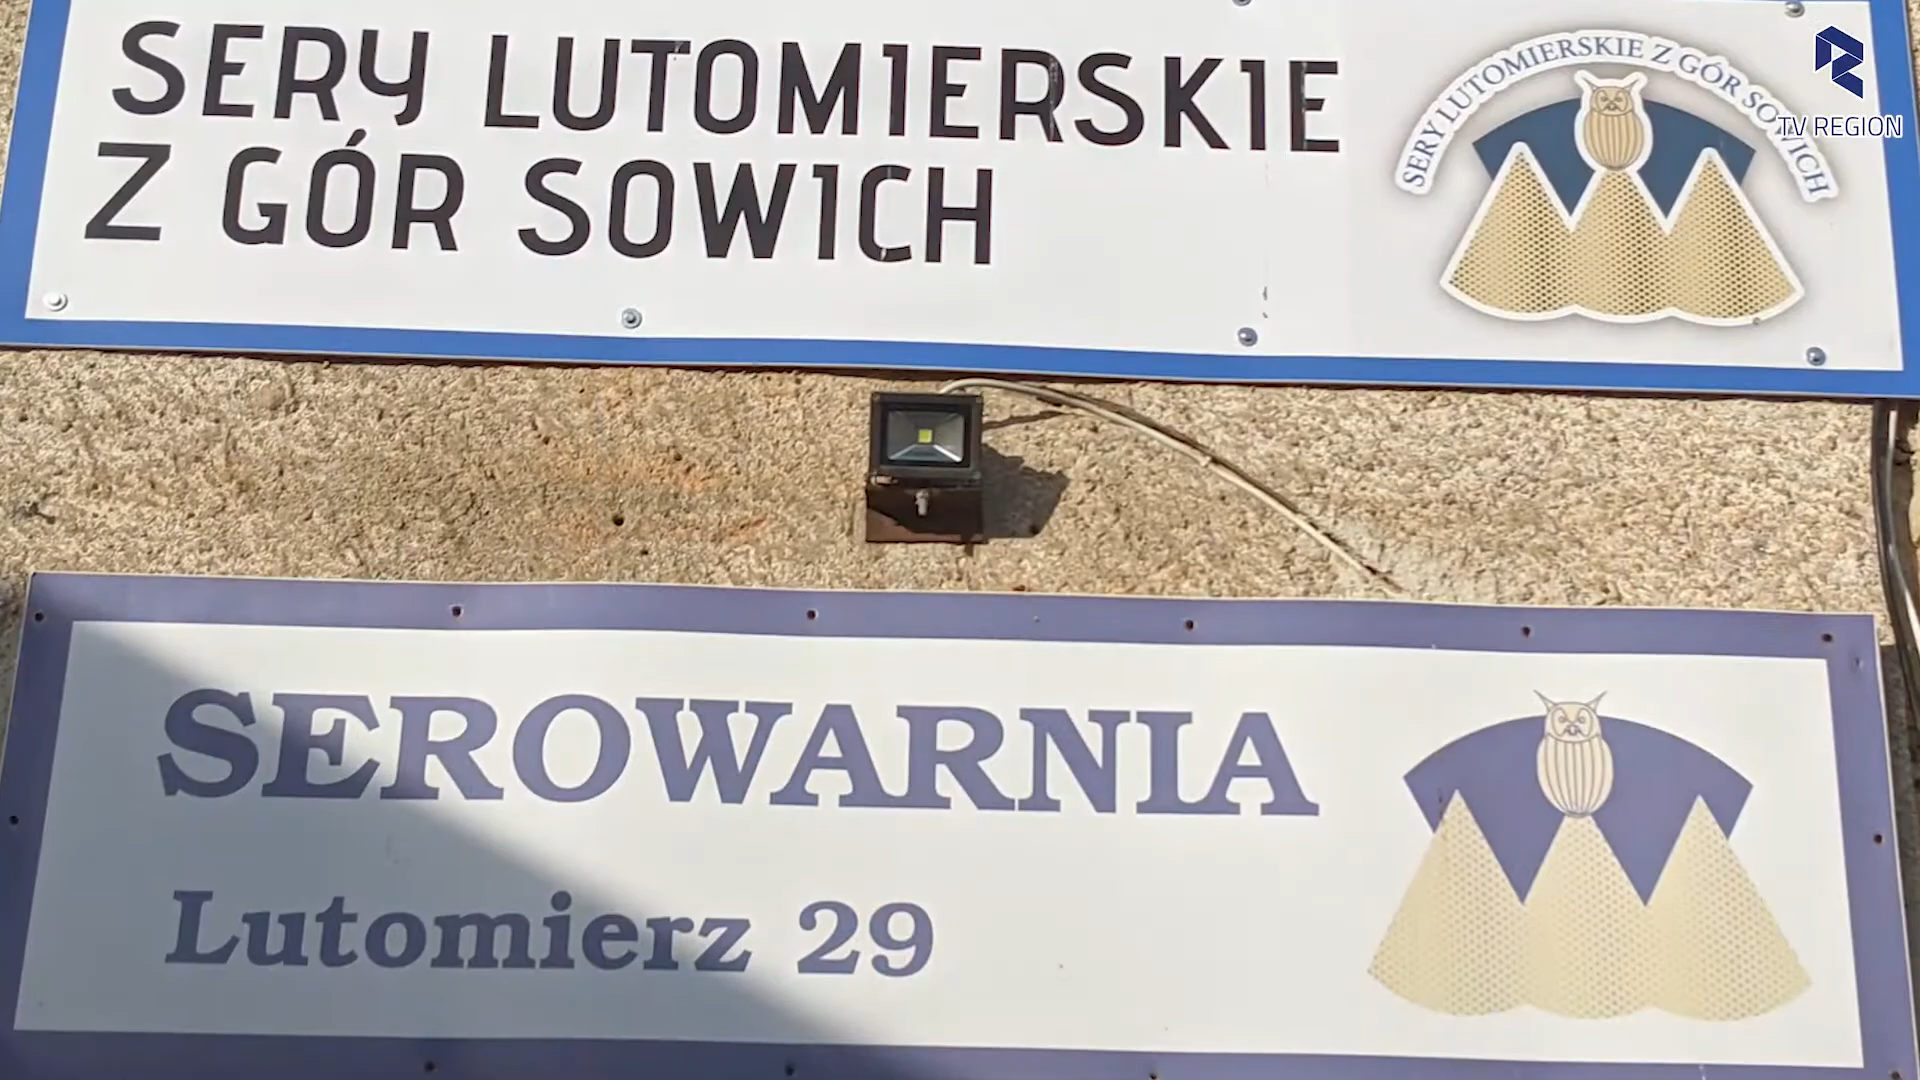 SERY LUTOMIERSKIE
Z GÓR SOWICH
SERY LUTOMIERSKIE Z GÓR SOWICH
TV REGION
SEROWARNIA
Lutomierz 29